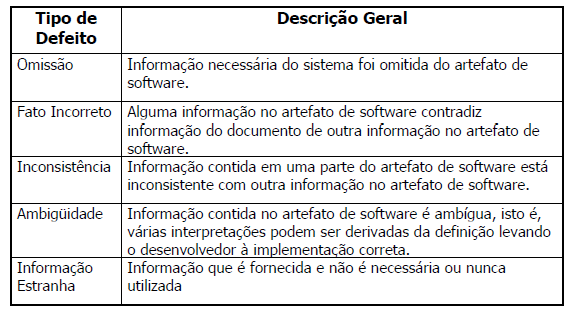 Tipo de Defeito
Descrição Geral
Omissão
Informação necessária do sistema foi omitida do artefato de
software.
Fato Incorreto
Alguma informação no artefato de software contradiz
informação do documento de outra informação no artefato de
software.
Inconsistência
Informação contida em uma parte do artefato de software está
inconsistente com outra informação no artefato de software.
Ambigüidade
Informação contida no artefato de software é ambígua, isto é,
várias interpretações podem ser derivadas da definição levando
o desenvolvedor à implementação correta.
Informação
Estranha
Informação que é fornecida e não é necessária ou nunca
utilizada